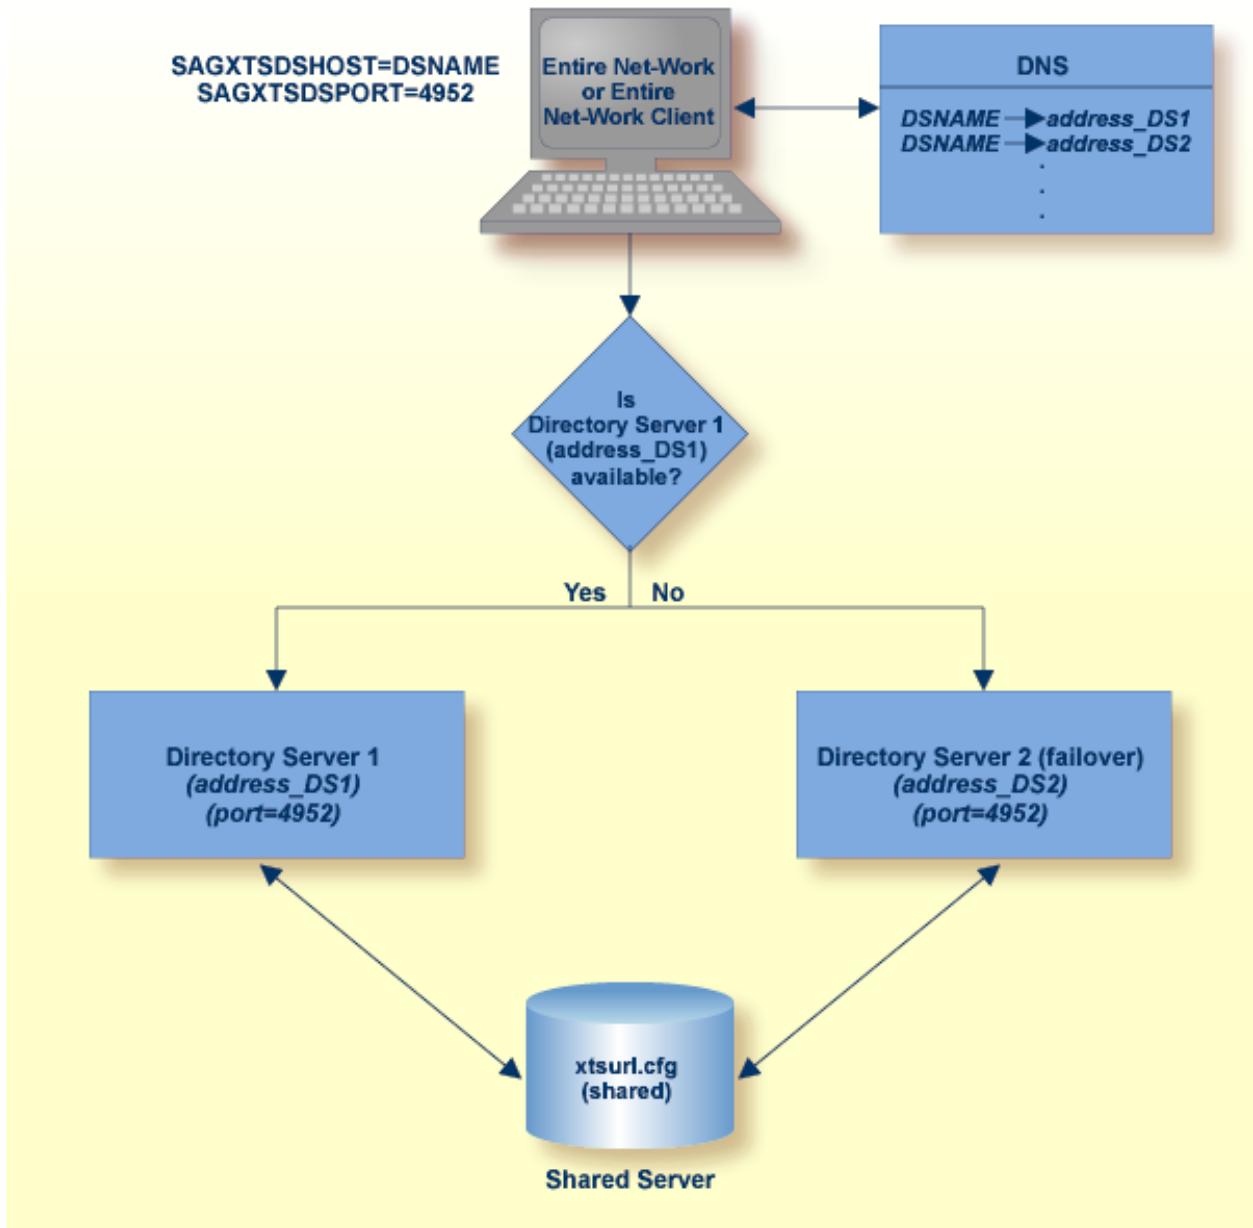 SAGXTSDSHOST=DSNAME
SAGXTSDSPORT=4952
Entire Net-Work
or Entire
Net-Work Client
DNS
DSNAME address_DS1
DSNAME address_DS2
.
.
.
Is
Directory Server 1
(address_DS1)
available?
Yes No
Directory Server 1
(address_DS1)
(port=4952)
Directory Server 2 (failover)
(address_DS2)
(port=4952)
xtsurl.cfg
(shared)
Shared Server